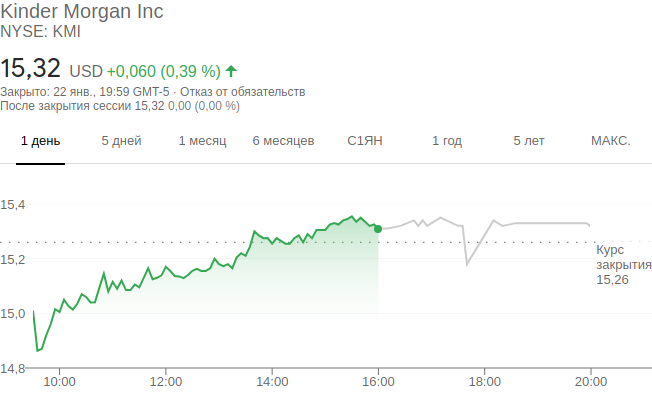 Kinder Morgan Inc
NYSE: KMI
15,32 USD +0,060 (0,39 %)
Закрыто: 22 янв., 19:59 GMT-5 · Отказ от обязательств
После закрытия сессии 15,32 0,00 (0,00 %)
1 день 5 дней 1 месяц 6 месяцев С1ЯН 1 год 5 лет МАКС.
15,4
15,2
15,0
14,8
Курс
закрытия
15,26
10:00 12:00 14:00 16:00 18:00 20:00